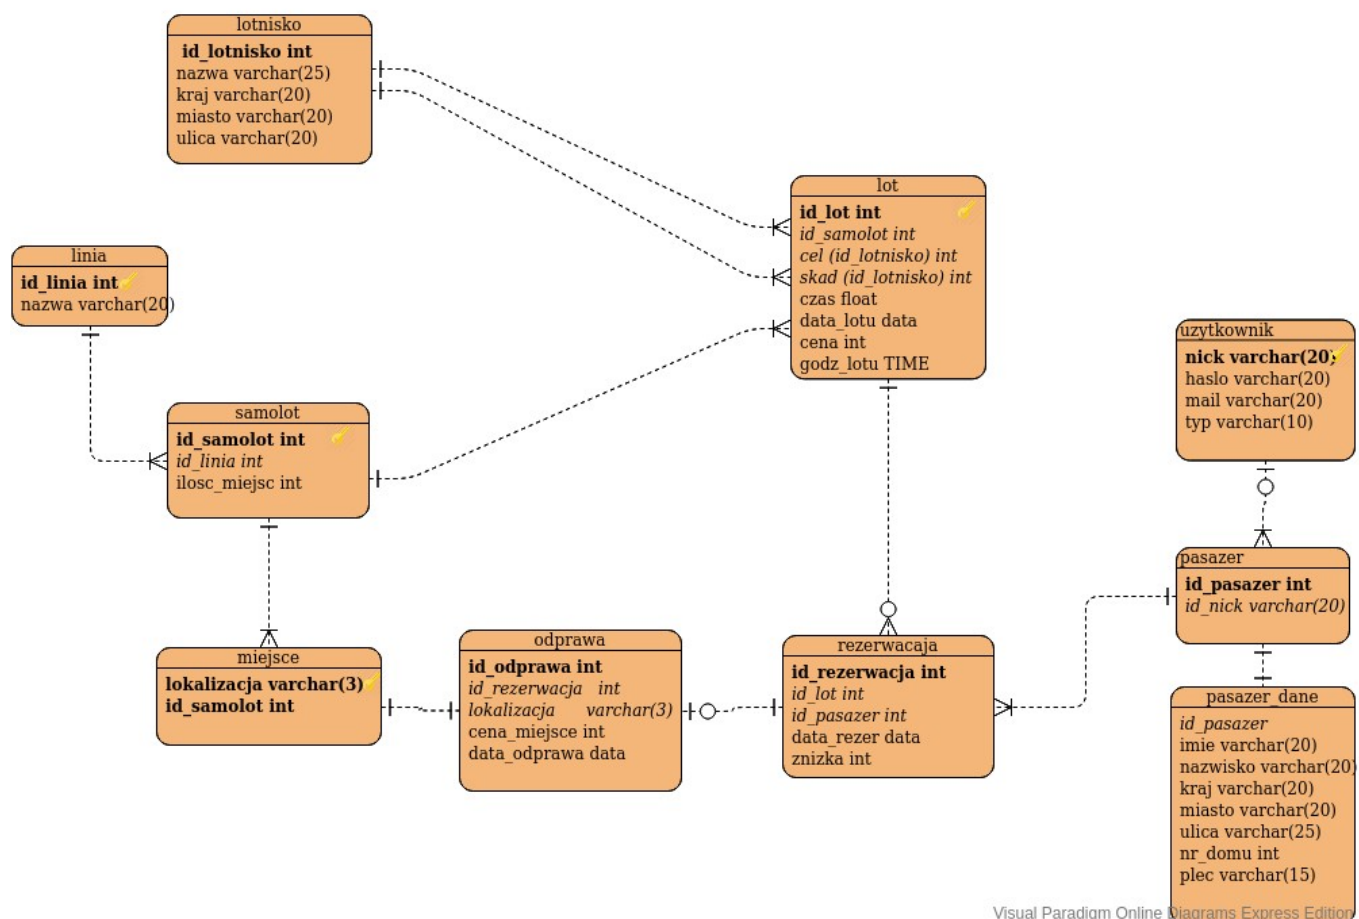 lotnisko
id_lotnisko int
nazwa varchar(25)
kraj varchar(20)
miasto varchar(20)
ulica varchar(20)
lot
id_lot int
id_samolot int
cel (id_lotnisko) int
skad (id_lotnisko) int
czas float
data_lotu data
cena int
godz_lotu TIME
linia
id_linia int
nazwa varchar(20)
uzytkownik
nick varchar(20)
haslo varchar(20)
mail varchar(20)
typ varchar(10)
samolot
id_samolot int
id_linia int
ilosc_miejsc int
pasazer
id_pasazer int
id_nick varchar(20)
miejsce
lokalizacja varchar(3)
id_samolot int
odprawa
id_odprawa int
id_rezerwacja int
lokalizacja varchar(3)
cena_miejsce int
data_odprawa data
rezerwacaja
id_rezerwacja int
id_lot int
id_pasazer int
data_rezer data
znizka int
pasazer_dane
id_pasazer
imie varchar(20)
nazwisko varchar(20)
kraj varchar(20)
miasto varchar(20)
ulica varchar(25)
nr_domu int
plec varchar(15)
Visual Paradigm Online Diagrams Express Edition